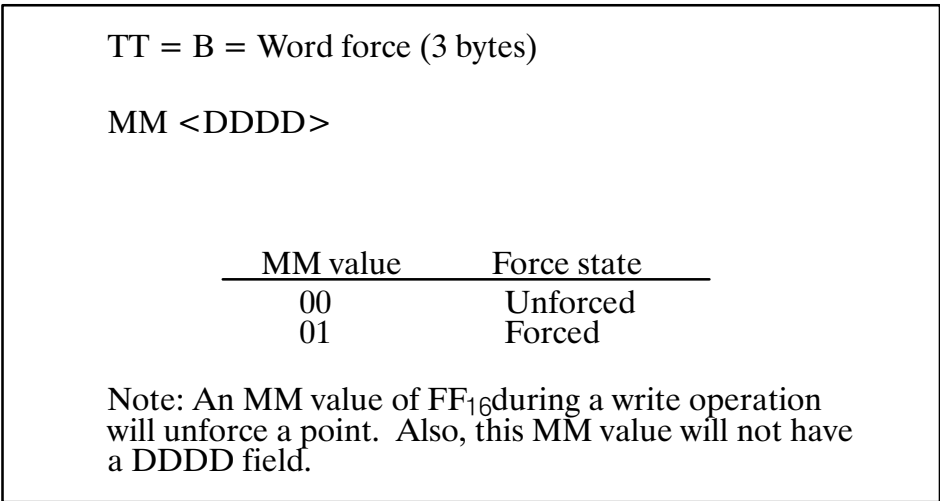 TT = B = Word force (3 bytes)
MM <DDDD>
MM value Force state
00 Unforced
01 Forced
Note: An MM value of FF16during a write operation
will unforce a point. Also, this MM value will not have
a DDDD field.